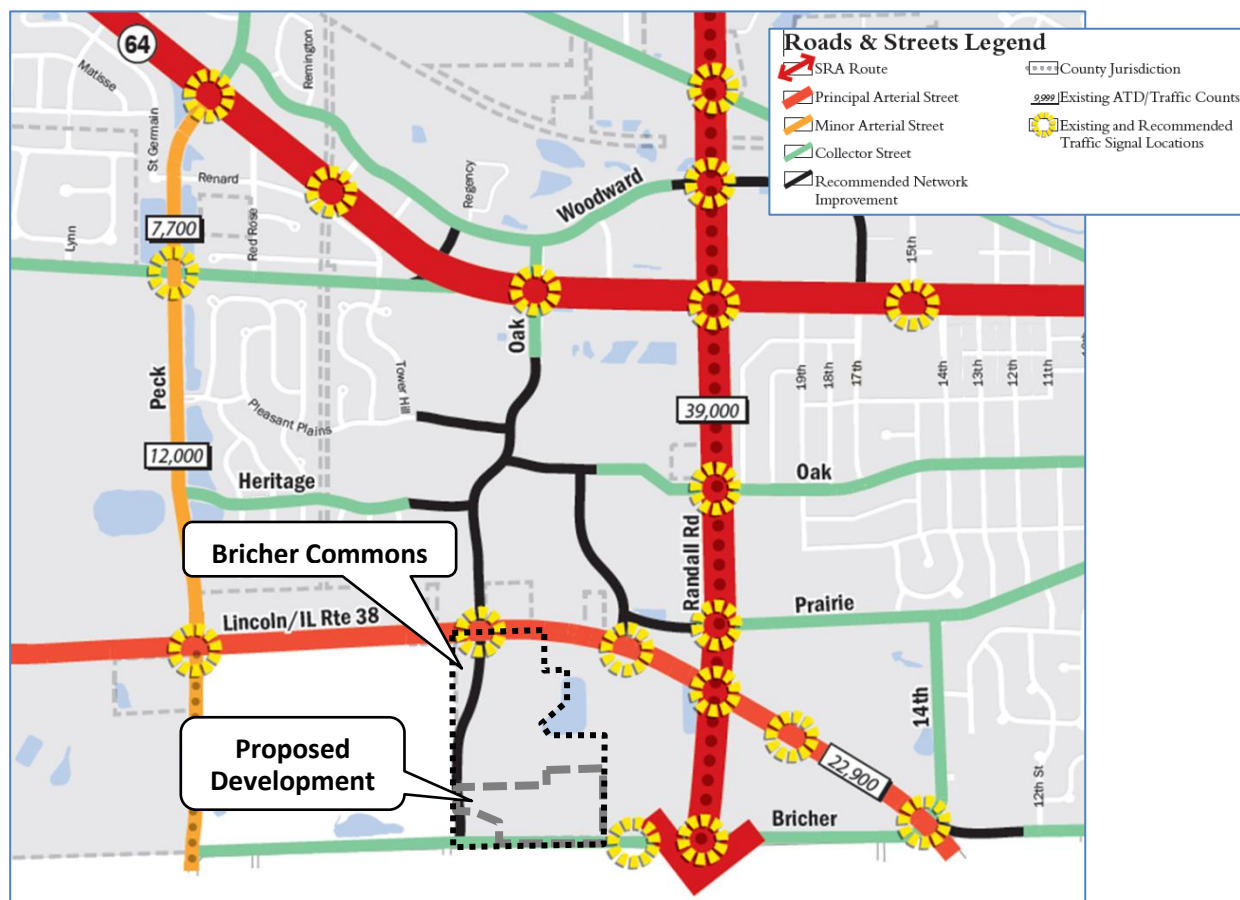 64
Matisse
Remington
St Germain
Renard
Regency
Woodward
7,700
Lynn
Red Rose
15th
Oak
Peck
Tower Hill
Pleasant Plains
19th
18th
17th
14th
13th
12th
11th
39,000
12,000
Heritage
Oak
Bricher Commons
Randall Rd
Prairie
Lincoln/IL Rte 38
14th
Proposed
Development
22,900
12th St
Bricher
Roads & Streets Legend
SRA Route
Principal Arterial Street
Minor Arterial Street
Collector Street
Recommended Network
Improvement
County Jurisdiction
9,999 Existing ATD/Traffic Counts
Existing and Recommended
Traffic Signal Locations